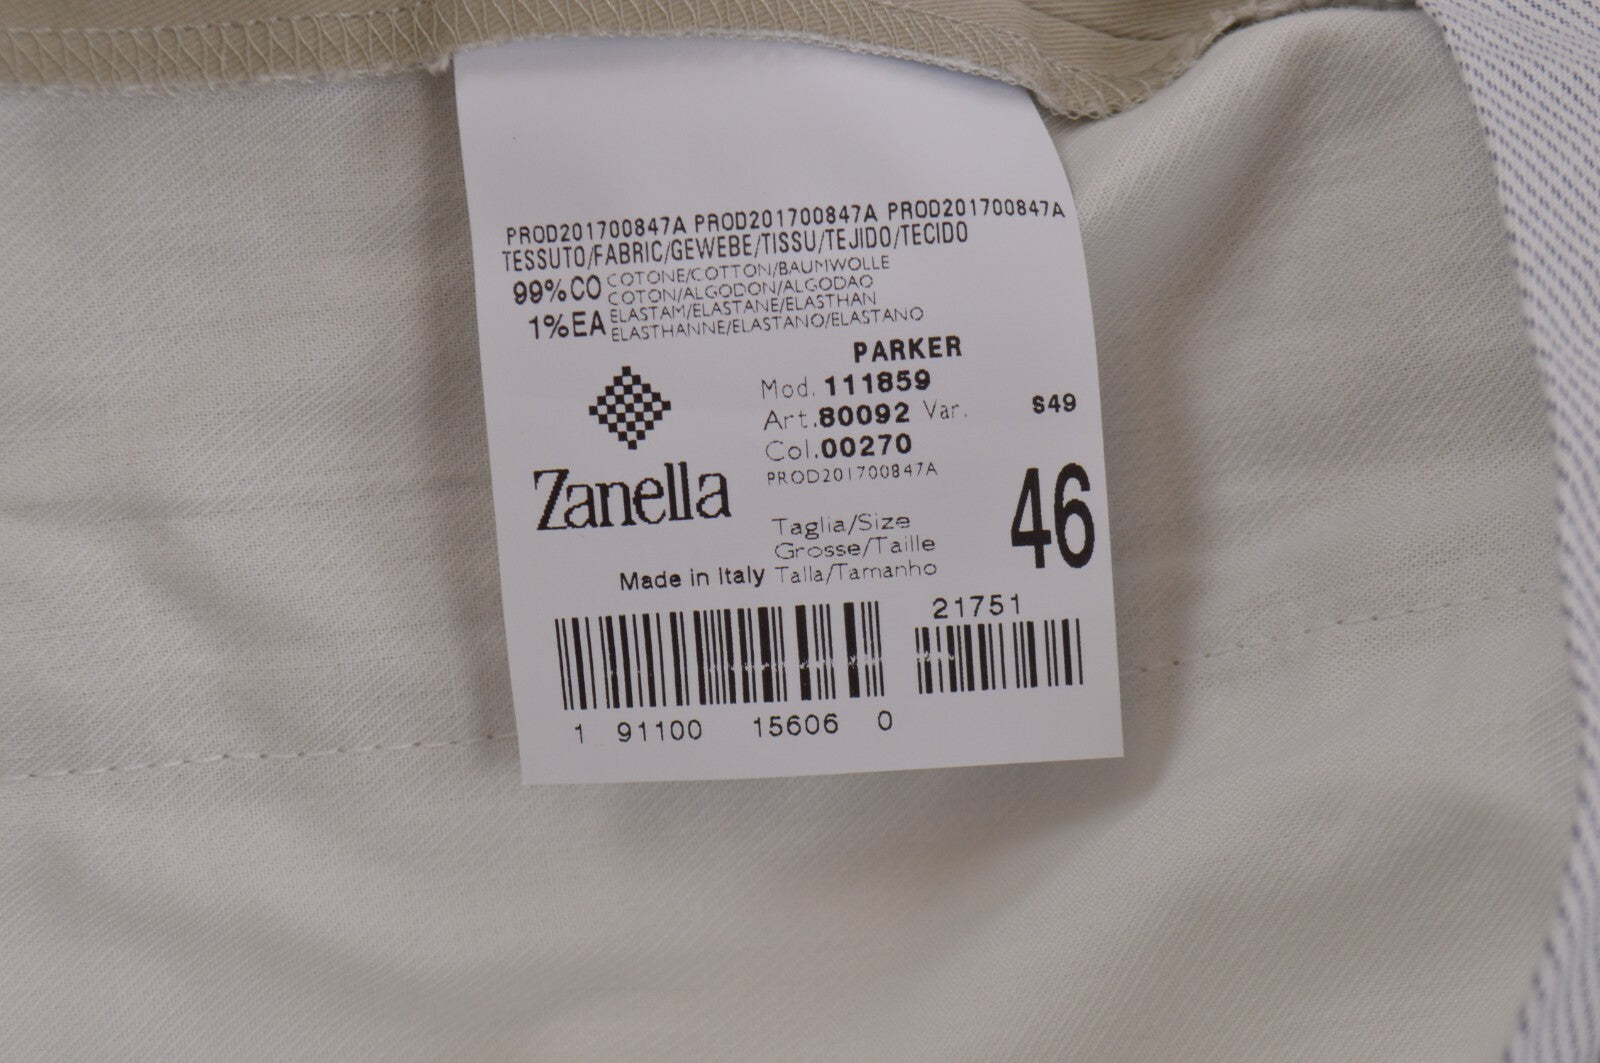 PROD201700847A PROD201700847A PROD201700847A
TESSUTO/FABRIC/GEWEBE/TISSU/TEJIDO/TECIDO
99%CO COTONE/COTTON/BAUMWOLLE
COTON/ALGODON/ALGODAO
1%EA ELASTAM/ELASTANE/ELASTHAN
ELASTHANNE/ELASTANO/ELASTANO
PARKER
Mod. 111859
Art.80092 Var. S49
Col.00270
PROD201700847A
Zanella
Taglia/Size
Grosse/Taille
46
Made in Italy Talla/Tamanho
21751
1 91100 15606 0